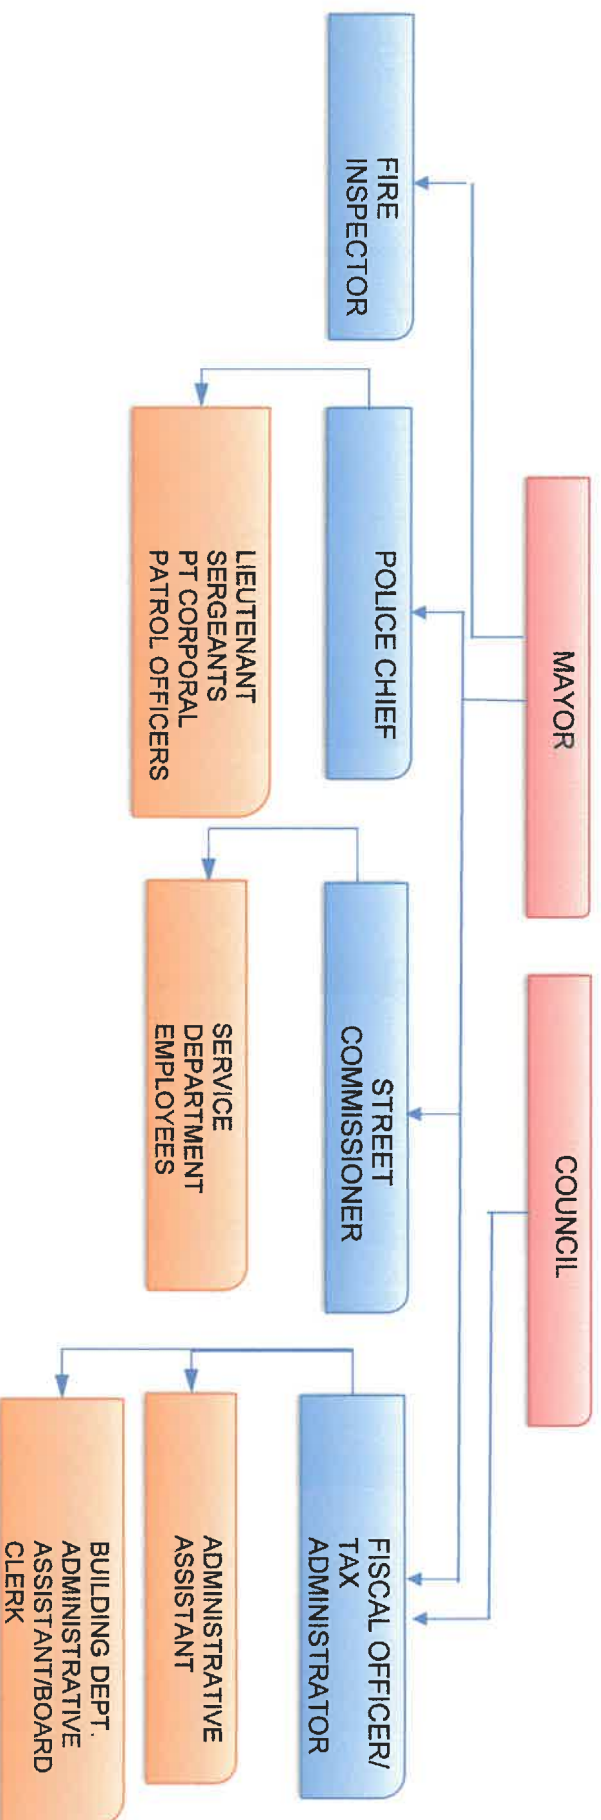 MAYOR
COUNCIL
FIRE
INSPECTOR
POLICE CHIEF
STREET
COMMISSIONER
FISCAL OFFICER/
TAX
ADMINISTRATOR
LIEUTENANT
SERGEANTS
PT CORPORAL
PATROL OFFICERS
SERVICE
DEPARTMENT
EMPLOYEES
ADMINISTRATIVE
ASSISTANT
BUILDING DEPT.
ADMINISTRATIVE
ASSISTANT/BOARD
CLERK